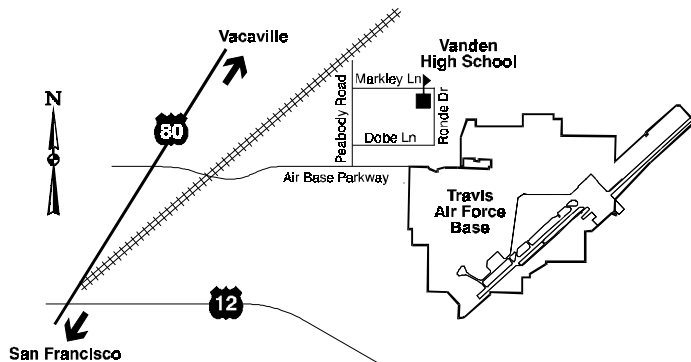 Vacaville
Vanden
High School
N
Markley Ln
Peabody Road
Ronde Dr
80
Dobe Ln
Air Base Parkway
Travis
Air Force
Base
12
San Francisco